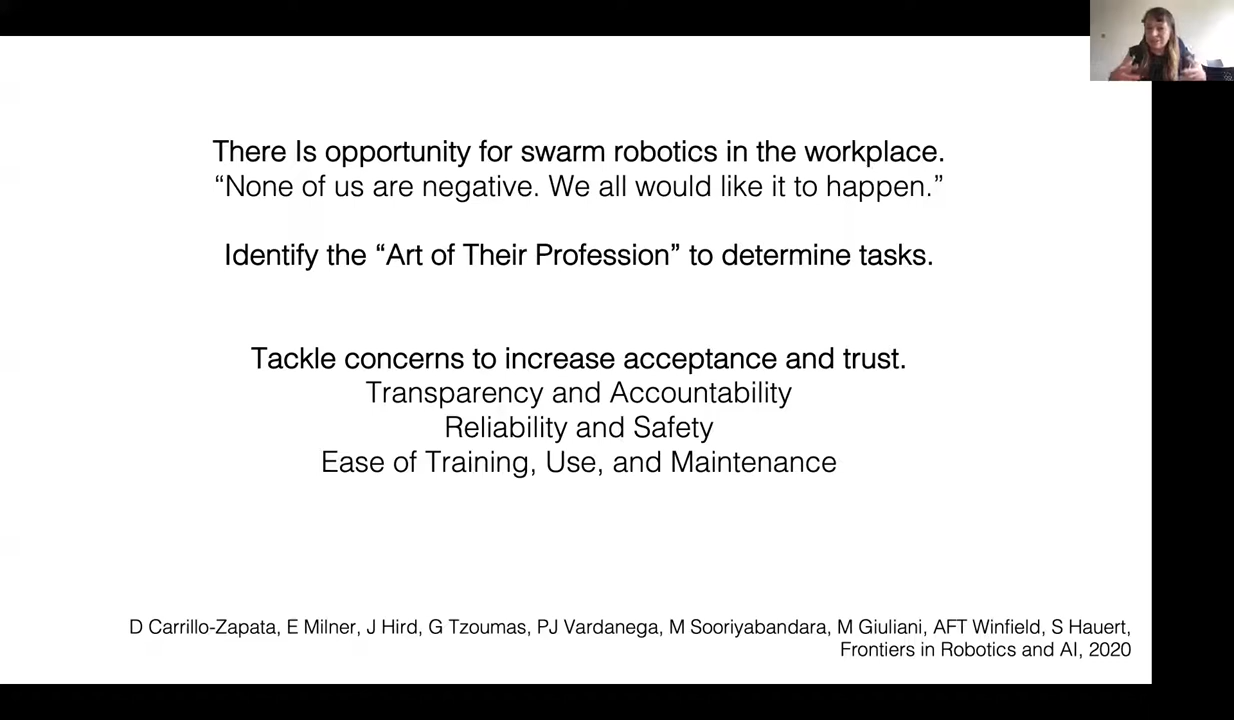 There Is opportunity for swarm robotics in the workplace.
“None of us are negative. We all would like it to happen.”
Identify the “Art of Their Profession” to determine tasks.
Tackle concerns to increase acceptance and trust.
Transparency and Accountability
Reliability and Safety
Ease of Training, Use, and Maintenance
D Carrillo-Zapata, E Milner, J Hird, G Tzoumas, PJ Vardanega, M Sooriyabandara, M Giuliani, AFT Winfield, S Hauert,
Frontiers in Robotics and AI, 2020